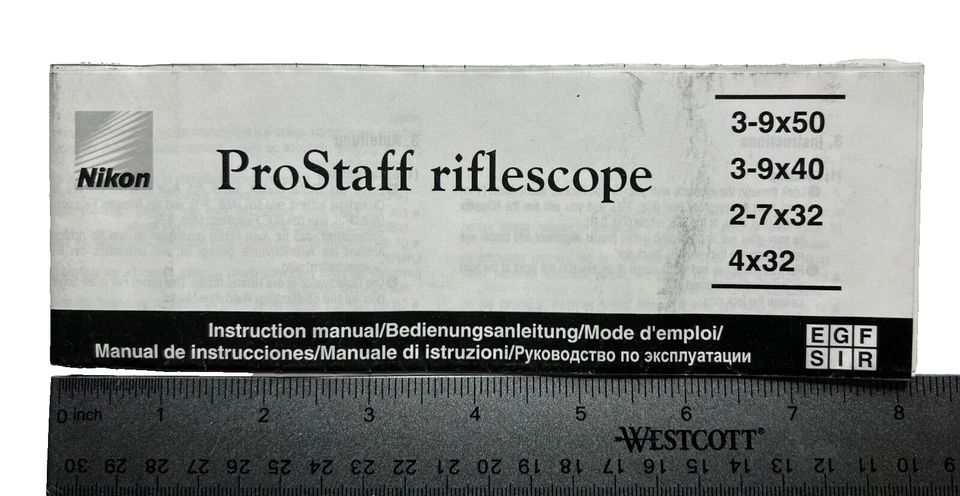 Nikon
ProStaff riflescope
3-9x50
3-9x40
2-7x32
4x32
Instruction manual/Bedienungsanleitung/Mode d'emploi/
Manual de instrucciones/Manuale di istruzioni/Руководство по эксплуатации
E G F
S I R
0 inch 1 2 3 4 5 6 7 8
WESTCOTT®
30 29 28 27 26 25 24 23 22 21 20 19 18 17 16 15 14 13 12 11 10 9